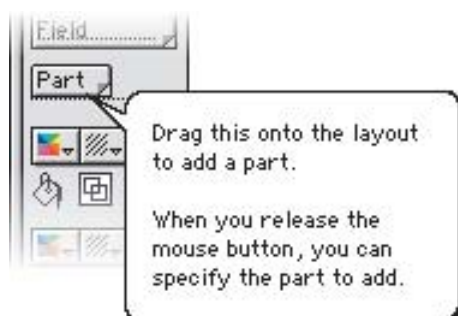 Field
Part
Drag this onto the layout
to add a part.
When you release the
mouse button, you can
specify the part to add.